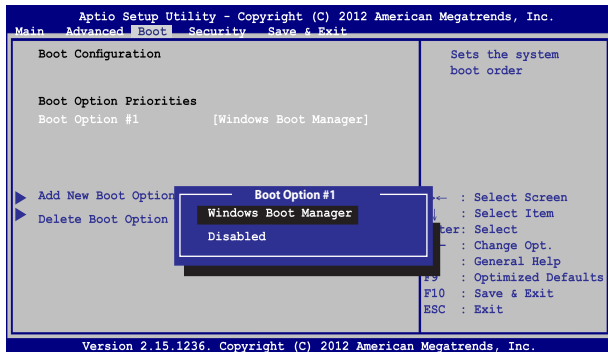 Aptio Setup Utility - Copyright (C) 2012 American Megatrends, Inc.
Main Advanced Boot Security Save & Exit
Boot Configuration
Boot Option Priorities
Boot Option #1 [Windows Boot Manager]
Add New Boot Option
Delete Boot Option
Boot Option #1
Windows Boot Manager
Disabled
Sets the system
boot order
→← : Select Screen
: Select Item
ter: Select
- : Change Opt.
: General Help
F9 : Optimized Defaults
F10 : Save & Exit
ESC : Exit
Version 2.15.1236. Copyright (C) 2012 American Megatrends, Inc.